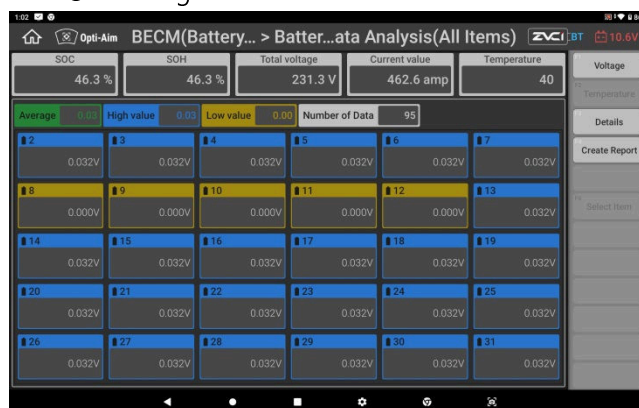 1:02
Opti-Aim BECM(Battery... > Batter...ata Analysis(All Items) ZVCi BT 10.6V
SOC SOH Total voltage Current value Temperature
46.3 % 46.3 % 231.3 V 462.6 amp 40
Average 0.03 High value 0.03 Low value 0.00 Number of Data 95
2 3 4 5 6 7
0.032V 0.032V 0.032V 0.032V 0.032V 0.032V
8 9 10 11 12 13
0.000V 0.000V 0.000V 0.000V 0.000V 0.032V
14 15 16 17 18 19
0.032V 0.032V 0.032V 0.032V 0.032V 0.032V
20 21 22 23 24 25
0.032V 0.032V 0.032V 0.032V 0.032V 0.032V
26 27 28 29 30 31
0.032V 0.032V 0.032V 0.032V 0.032V 0.032V
Voltage
Temperature
Details
Create Report
Select Item